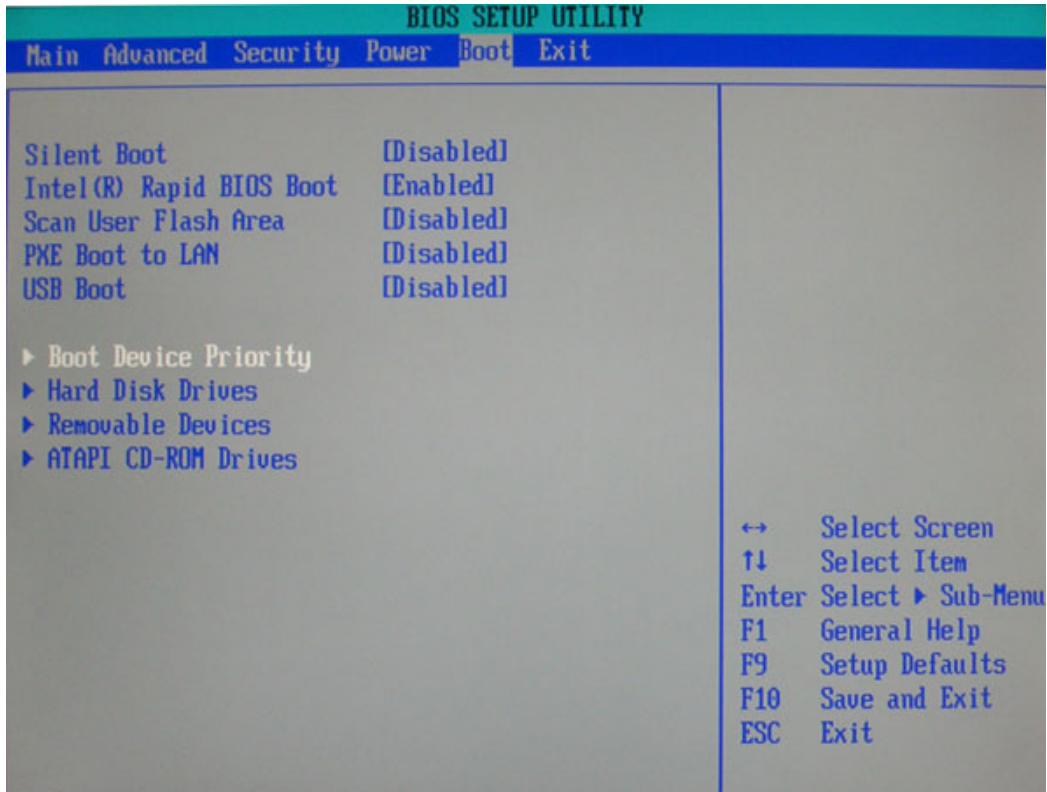 BIOS SETUP UTILITY
Main Advanced Security Power Boot Exit
Silent Boot [Disabled]
Intel(R) Rapid BIOS Boot [Enabled]
Scan User Flash Area [Disabled]
PXE Boot to LAN [Disabled]
USB Boot [Disabled]
▶ Boot Device Priority
▶ Hard Disk Drives
▶ Removable Devices
▶ ATAPI CD-ROM Drives
↔ Select Screen
↑↓ Select Item
Enter Select ▶ Sub-Menu
F1 General Help
F9 Setup Defaults
F10 Save and Exit
ESC Exit